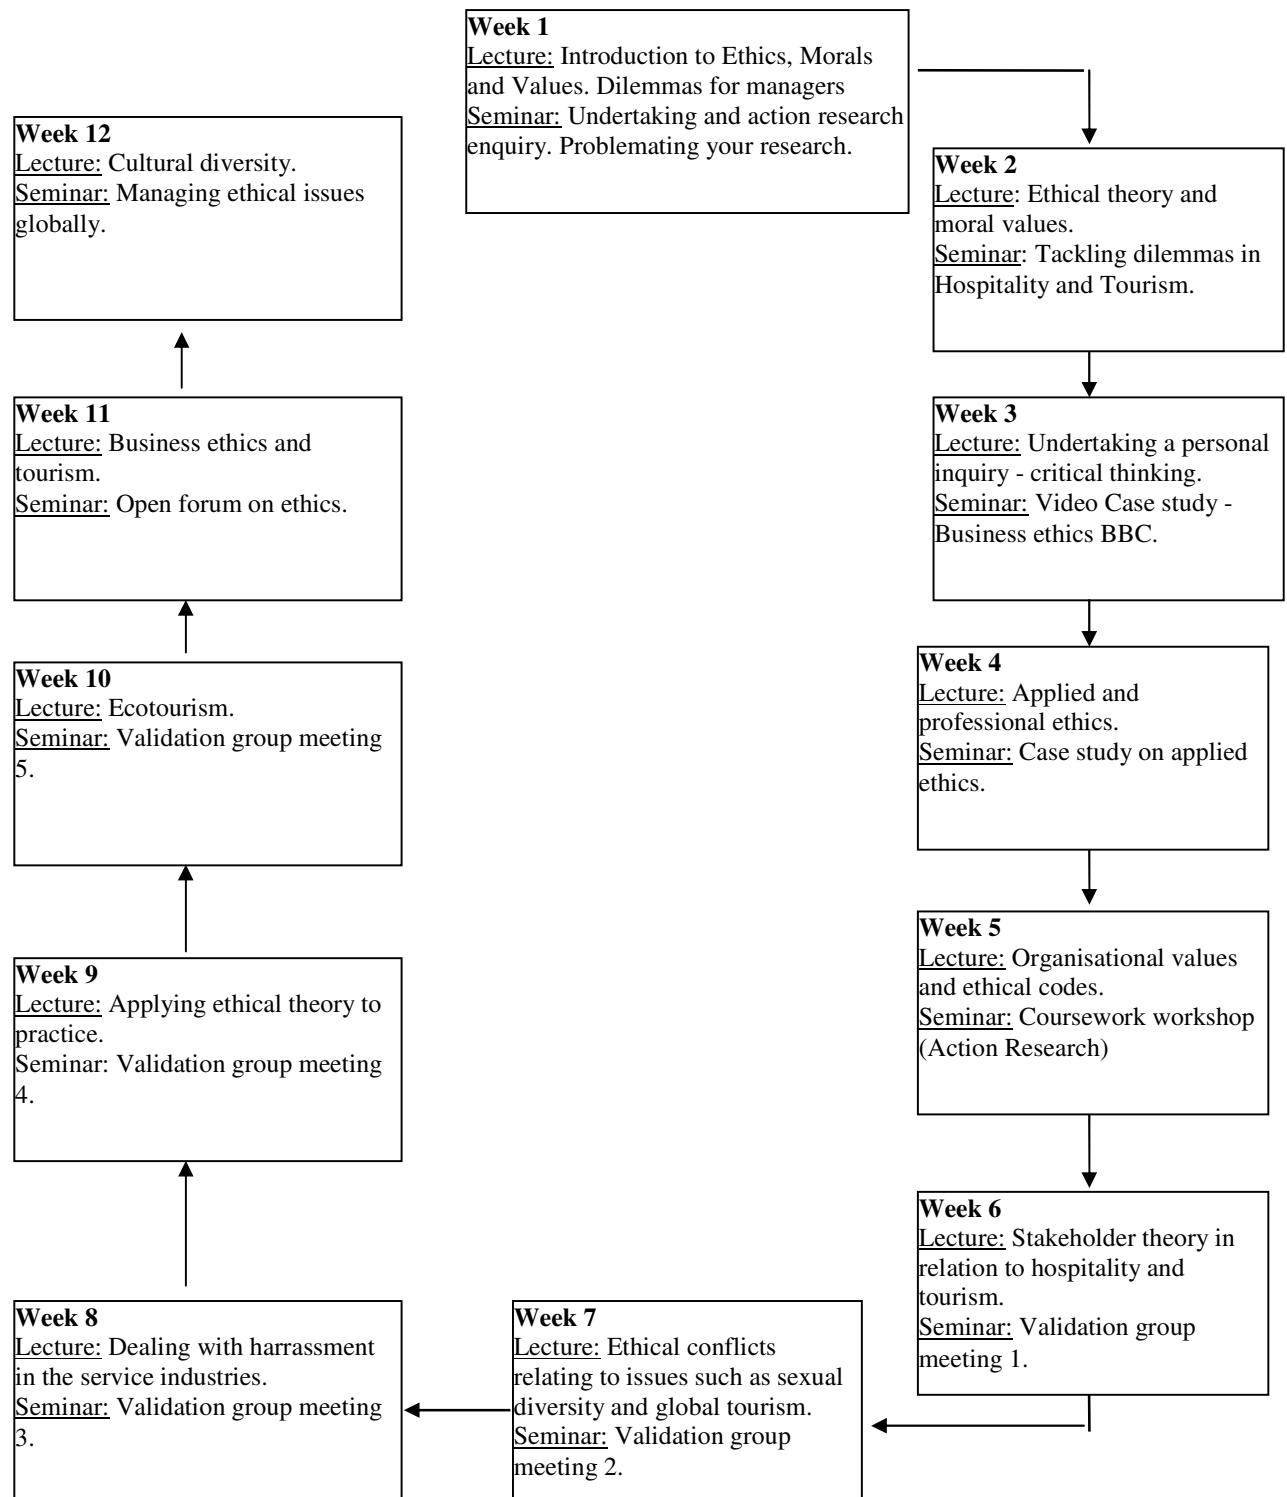 Week 1
Lecture: Introduction to Ethics, Morals
and Values. Dilemmas for managers
Seminar: Undertaking and action research
enquiry. Problemating your research.
Week 2
Lecture: Ethical theory and
moral values.
Seminar: Tackling dilemmas in
Hospitality and Tourism.
Week 3
Lecture: Undertaking a personal
inquiry - critical thinking.
Seminar: Video Case study -
Business ethics BBC.
Week 4
Lecture: Applied and
professional ethics.
Seminar: Case study on applied
ethics.
Week 5
Lecture: Organisational values
and ethical codes.
Seminar: Coursework workshop
(Action Research)
Week 6
Lecture: Stakeholder theory in
relation to hospitality and
tourism.
Seminar: Validation group
meeting 1.
Week 7
Lecture: Ethical conflicts
relating to issues such as sexual
diversity and global tourism.
Seminar: Validation group
meeting 2.
Week 8
Lecture: Dealing with harrassment
in the service industries.
Seminar: Validation group meeting
3.
Week 9
Lecture: Applying ethical theory to
practice.
Seminar: Validation group meeting
4.
Week 10
Lecture: Ecotourism.
Seminar: Validation group meeting
5.
Week 11
Lecture: Business ethics and
tourism.
Seminar: Open forum on ethics.
Week 12
Lecture: Cultural diversity.
Seminar: Managing ethical issues
globally.